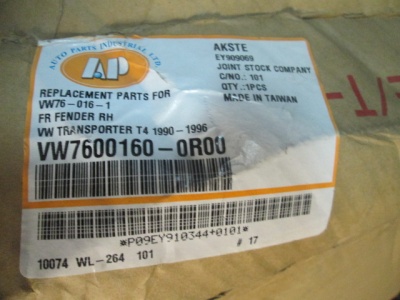 AUTO PARTS INDUSTRIAL LTD.
AP
REPLACEMENT PARTS FOR
VW76-016-1
FR FENDER RH
VW TRANSPORTER T4 1990-1996
VW7600160-0R00
AKSTE
EY909069
JOINT STOCK COMPANY
C/NO.: 101
QTY.:1PCS
MADE IN TAIWAN
*P09EY910344+0101*
10074 WL-264 101 # 17
E/T-